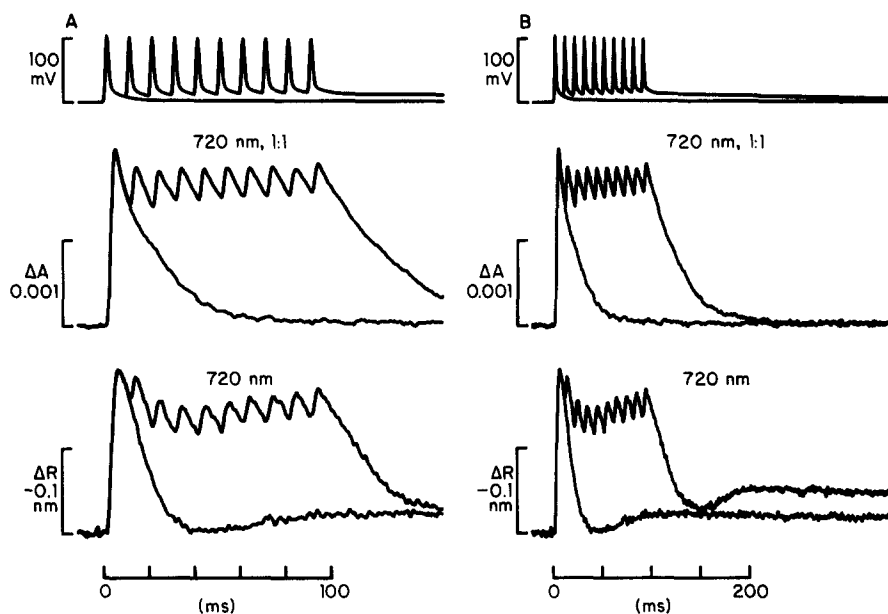 A
B
100
mV
100
mV
720 nm, 1:1
720 nm, 1:1
ΔA
0.001
ΔA
0.001
720 nm
720 nm
ΔR
-0.1
nm
ΔR
-0.1
nm
0
100
(ms)
0
200
(ms)